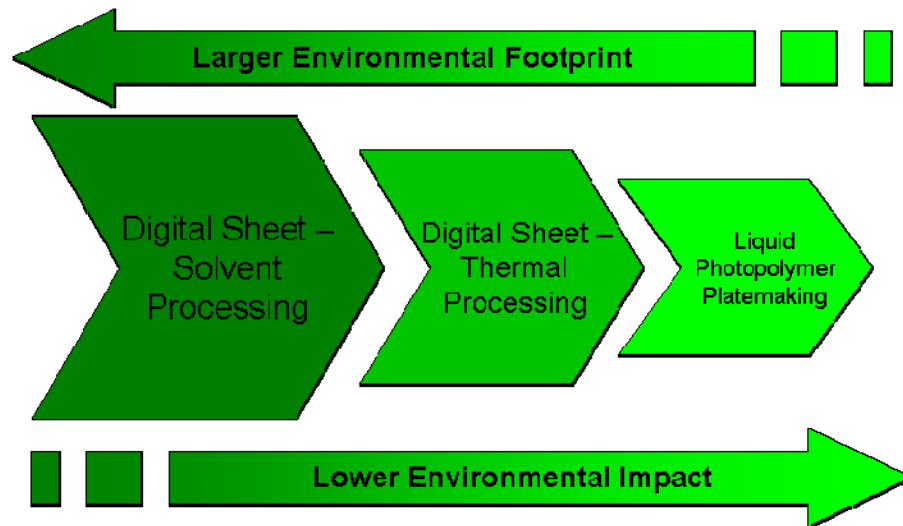 Larger Environmental Footprint
Digital Sheet –
Solvent
Processing
Digital Sheet –
Thermal
Processing
Liquid
Photopolymer
Platemaking
Lower Environmental Impact